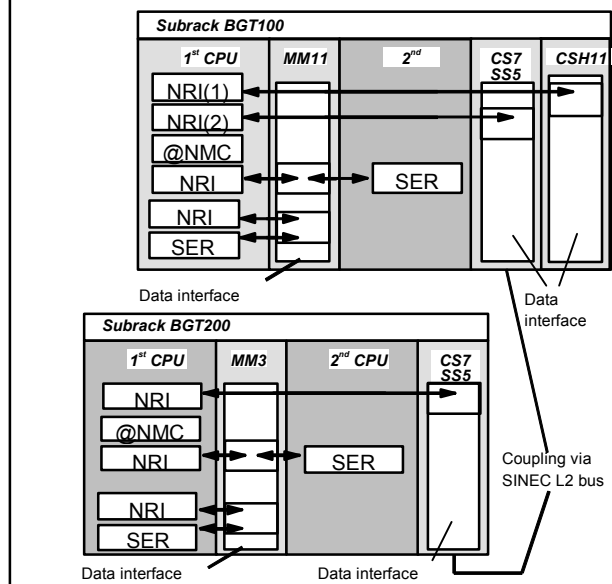 Subrack BGT100
1st CPU MM11 2nd CS7 CSH11
SS5
NRI(1)
NRI(2)
@NMC
NRI SER
NRI
SER
Data interface
Data
interface
Subrack BGT200
1st CPU MM3 2nd CPU CS7
SS5
NRI
@NMC
NRI SER
NRI
SER
Coupling via
SINEC L2 bus
Data interface Data interface